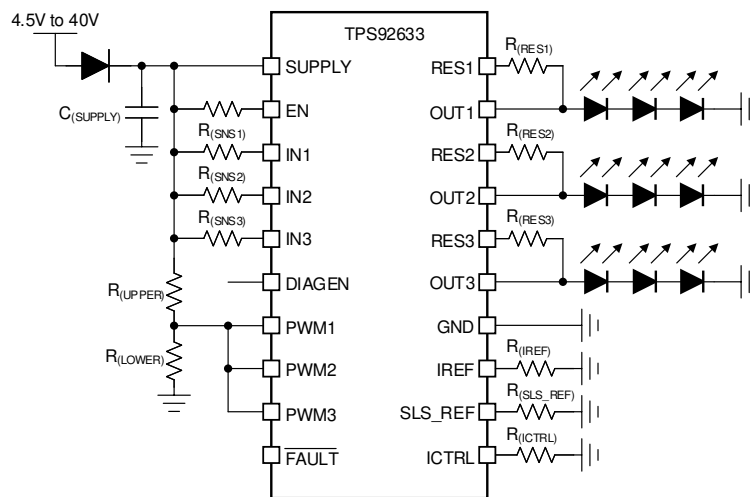 4.5V to 40V
TPS92633
SUPPLY
RES1
R(RES1)
C(SUPPLY)
EN
OUT1
R(SNS1)
IN1
RES2
R(RES2)
R(SNS2)
IN2
OUT2
R(SNS3)
IN3
RES3
R(RES3)
R(UPPER)
DIAGEN
OUT3
PWM1
GND
R(LOWER)
PWM2
IREF
R(IREF)
PWM3
SLS_REF
R(SLS_REF)
FAULT
ICTRL
R(ICTRL)